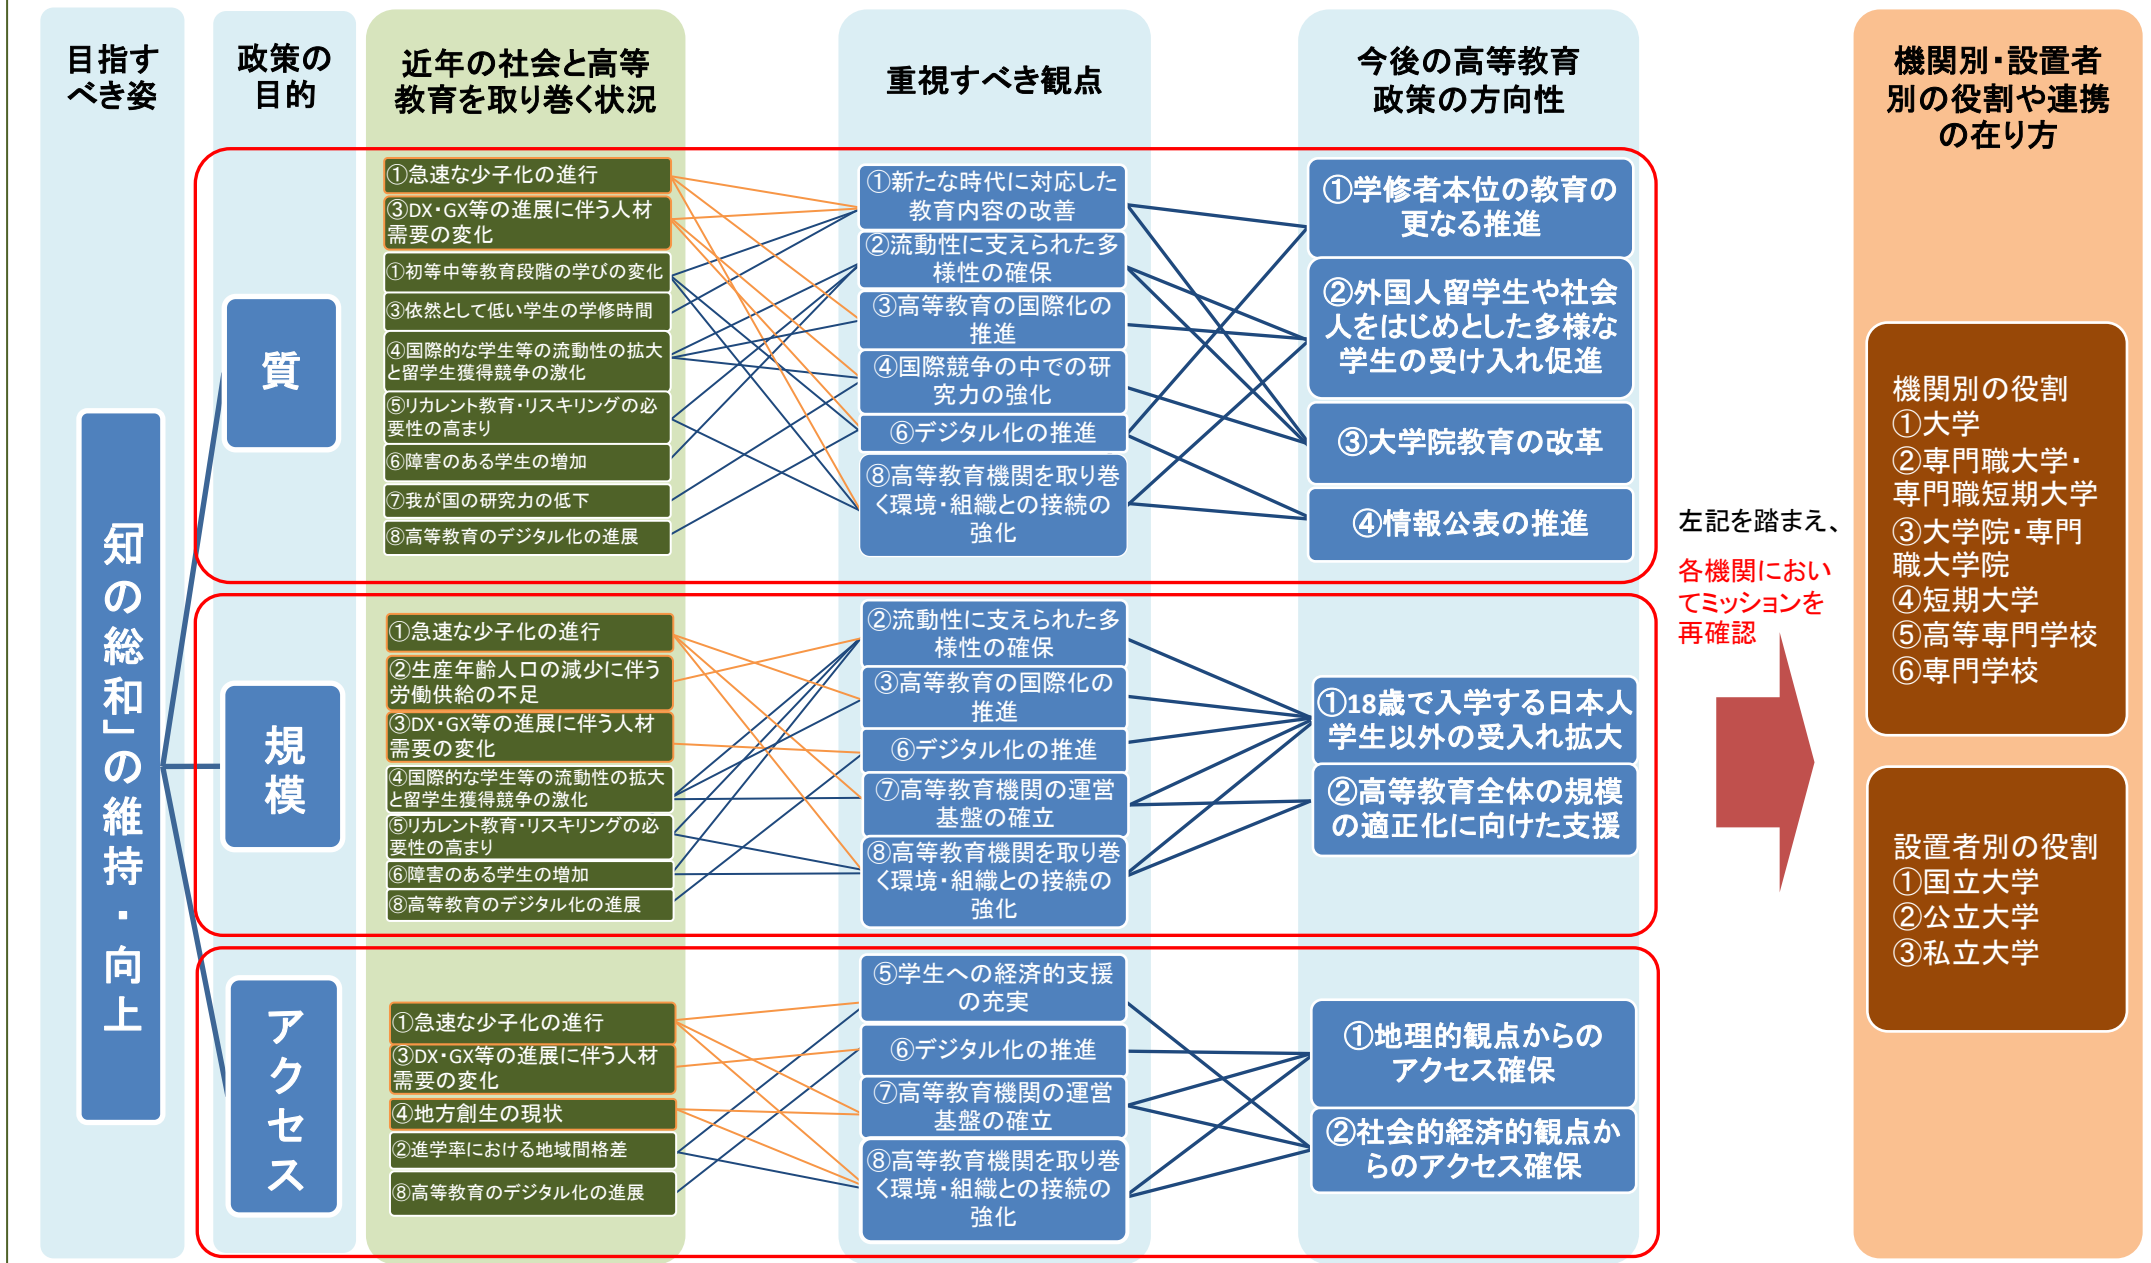 目指す
べき姿
政策の
目的
近年の社会と高等
教育を取り巻く状況
重視すべき観点
今後の高等教育
政策の方向性
機関別・設置者
別の役割や連携
の在り方
「知の総和」の維持・向上
質
①急速な少子化の進行
③DX・GX等の進展に伴う人材
需要の変化
①初等中等教育段階の学びの変化
③依然として低い学生の学修時間
④国際的な学生等の流動性の拡大
と留学生獲得競争の激化
⑤リカレント教育・リスキリングの必
要性の高まり
⑥障害のある学生の増加
⑦我が国の研究力の低下
⑧高等教育のデジタル化の進展
①新たな時代に対応した
教育内容の改善
②流動性に支えられた多
様性の確保
③高等教育の国際化の
推進
④国際競争の中での研
究力の強化
⑥デジタル化の推進
⑧高等教育機関を取り巻
く環境・組織との接続の
強化
①学修者本位の教育の
更なる推進
②外国人留学生や社会
人をはじめとした多様な
学生の受け入れ促進
③大学院教育の改革
④情報公表の推進
規模
①急速な少子化の進行
②生産年齢人口の減少に伴う
労働供給の不足
③DX・GX等の進展に伴う人材
需要の変化
④国際的な学生等の流動性の拡大
と留学生獲得競争の激化
⑤リカレント教育・リスキリングの必
要性の高まり
⑥障害のある学生の増加
⑧高等教育のデジタル化の進展
②流動性に支えられた多
様性の確保
③高等教育の国際化の
推進
⑥デジタル化の推進
⑦高等教育機関の運営
基盤の確立
⑧高等教育機関を取り巻
く環境・組織との接続の
強化
①18歳で入学する日本人
学生以外の受入れ拡大
②高等教育全体の規模
の適正化に向けた支援
アクセス
①急速な少子化の進行
③DX・GX等の進展に伴う人材
需要の変化
④地方創生の現状
②進学率における地域間格差
⑧高等教育のデジタル化の進展
⑤学生への経済的支援
の充実
⑥デジタル化の推進
⑦高等教育機関の運営
基盤の確立
⑧高等教育機関を取り巻
く環境・組織との接続の
強化
①地理的観点からの
アクセス確保
②社会的経済的観点か
らのアクセス確保
左記を踏まえ、
各機関におい
てミッションを
再確認
機関別の役割
①大学
②専門職大学・
専門職短期大学
③大学院・専門
職大学院
④短期大学
⑤高等専門学校
⑥専門学校
設置者別の役割
①国立大学
②公立大学
③私立大学